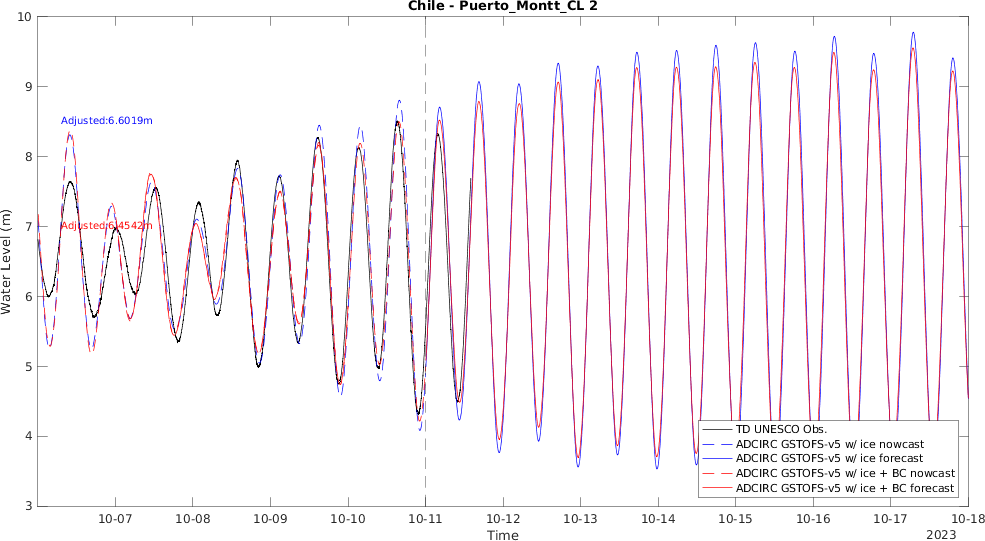 Chile - Puerto_Montt_CL 2
10
9
8
7
6
5
4
3
Water Level (m)
Adjusted:6.6019m
Adjusted:6.4542m
TD UNESCO Obs.
ADCIRC GSTOFS-v5 w/ ice nowcast
ADCIRC GSTOFS-v5 w/ ice forecast
ADCIRC GSTOFS-v5 w/ ice + BC nowcast
ADCIRC GSTOFS-v5 w/ ice + BC forecast
10-07 10-08 10-09 10-10 10-11 10-12 10-13 10-14 10-15 10-16 10-17 10-18
Time
2023